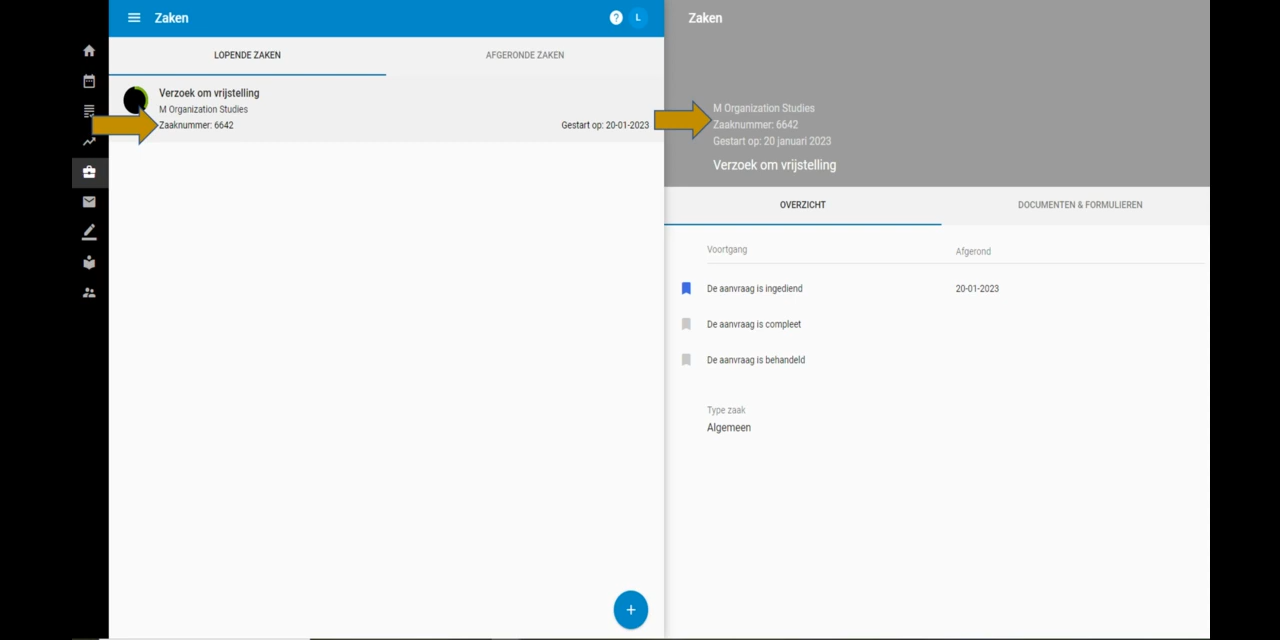 Zaken
? L
LOPENDE ZAKEN
AFGERONDE ZAKEN
Verzoek om vrijstelling
M Organization Studies
Zaaknummer: 6642
Gestart op: 20-01-2023
+
Zaken
M Organization Studies
Zaaknummer: 6642
Gestart op: 20 januari 2023
Verzoek om vrijstelling
OVERZICHT
DOCUMENTEN & FORMULIEREN
Voortgang
Afgerond
De aanvraag is ingediend
20-01-2023
De aanvraag is compleet
De aanvraag is behandeld
Type zaak
Algemeen